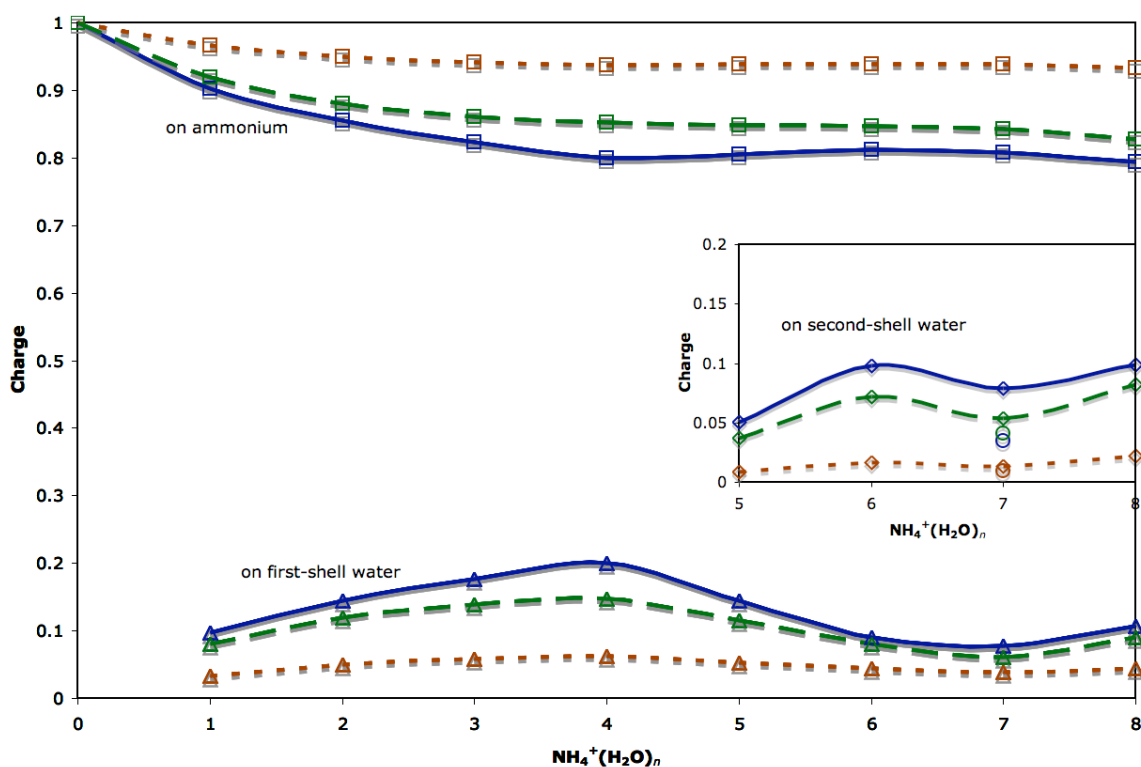 1
0.9
0.8
0.7
0.6
0.5
0.4
0.3
0.2
0.1
0
Charge
on ammonium
on first-shell water
0 1 2 3 4 5 6 7 8
NH₄⁺(H₂O)ₙ
0.2
0.15
0.1
0.05
0
Charge
on second-shell water
5 6 7 8
NH₄⁺(H₂O)ₙ